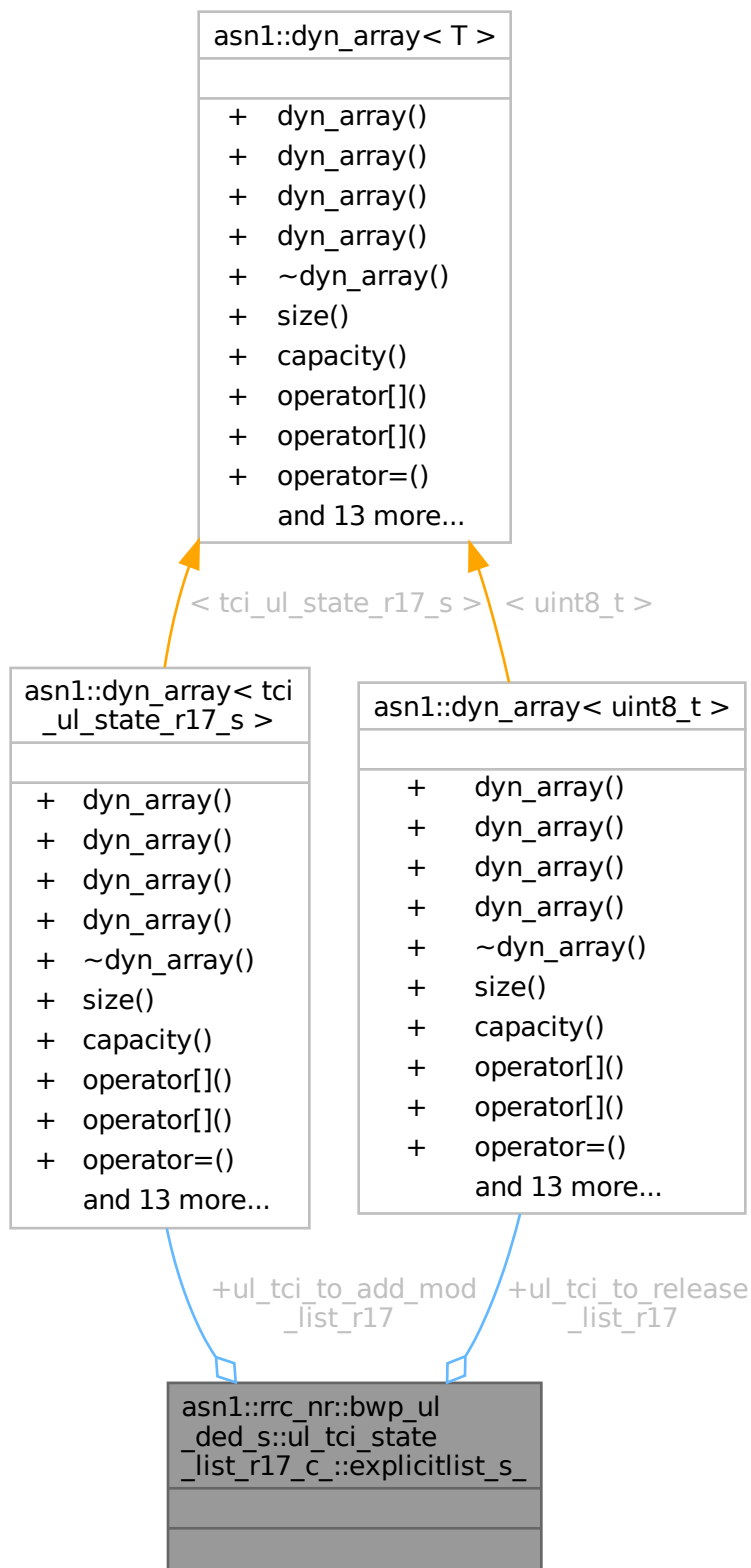 asn1::dyn_array< T >
+ dyn_array()
+ dyn_array()
+ dyn_array()
+ dyn_array()
+ ~dyn_array()
+ size()
+ capacity()
+ operator[]()
+ operator[]()
+ operator=()
and 13 more...
< tci_ul_state_r17_s >
< uint8_t >
asn1::dyn_array< tci
_ul_state_r17_s >
+ dyn_array()
+ dyn_array()
+ dyn_array()
+ dyn_array()
+ ~dyn_array()
+ size()
+ capacity()
+ operator[]()
+ operator[]()
+ operator=()
and 13 more...
asn1::dyn_array< uint8_t >
+ dyn_array()
+ dyn_array()
+ dyn_array()
+ dyn_array()
+ ~dyn_array()
+ size()
+ capacity()
+ operator[]()
+ operator[]()
+ operator=()
and 13 more...
+ul_tci_to_add_mod
_list_r17
+ul_tci_to_release
_list_r17
asn1::rrc_nr::bwp_ul
_ded_s::ul_tci_state
_list_r17_c_::explicitlist_s_